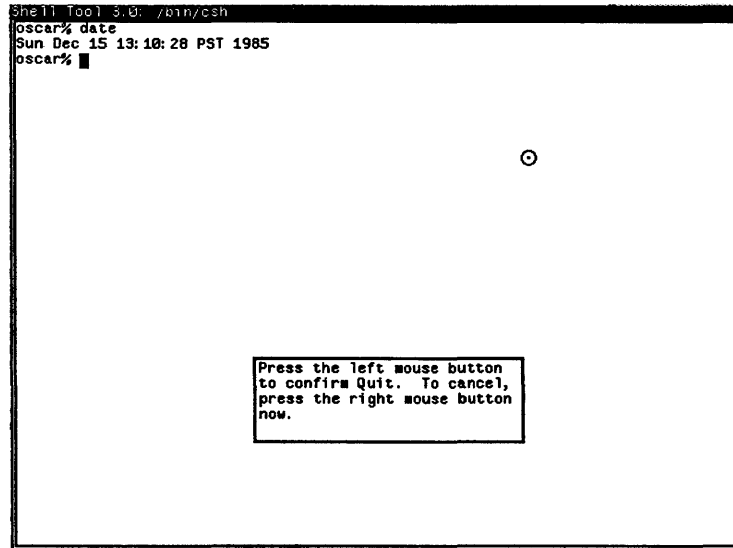 Shell Tool 3.0: /bin/csh
oscar% date
Sun Dec 15 13:10:28 PST 1985
oscar%
Press the left mouse button
to confirm Quit.  To cancel,
press the right mouse button
now.